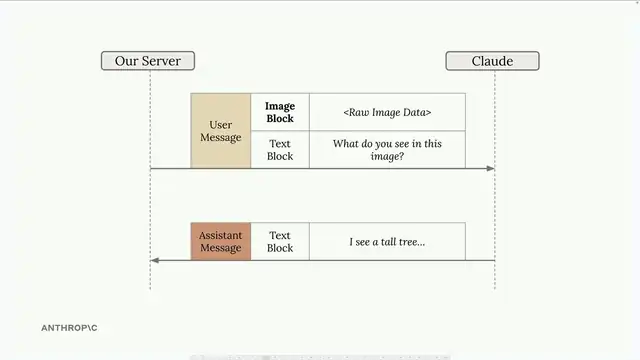 Our Server
Claude
User
Message
Image
Block
<Raw Image Data>
Text
Block
What do you see in this
image?
Assistant
Message
Text
Block
I see a tall tree...
ANTHROP\C